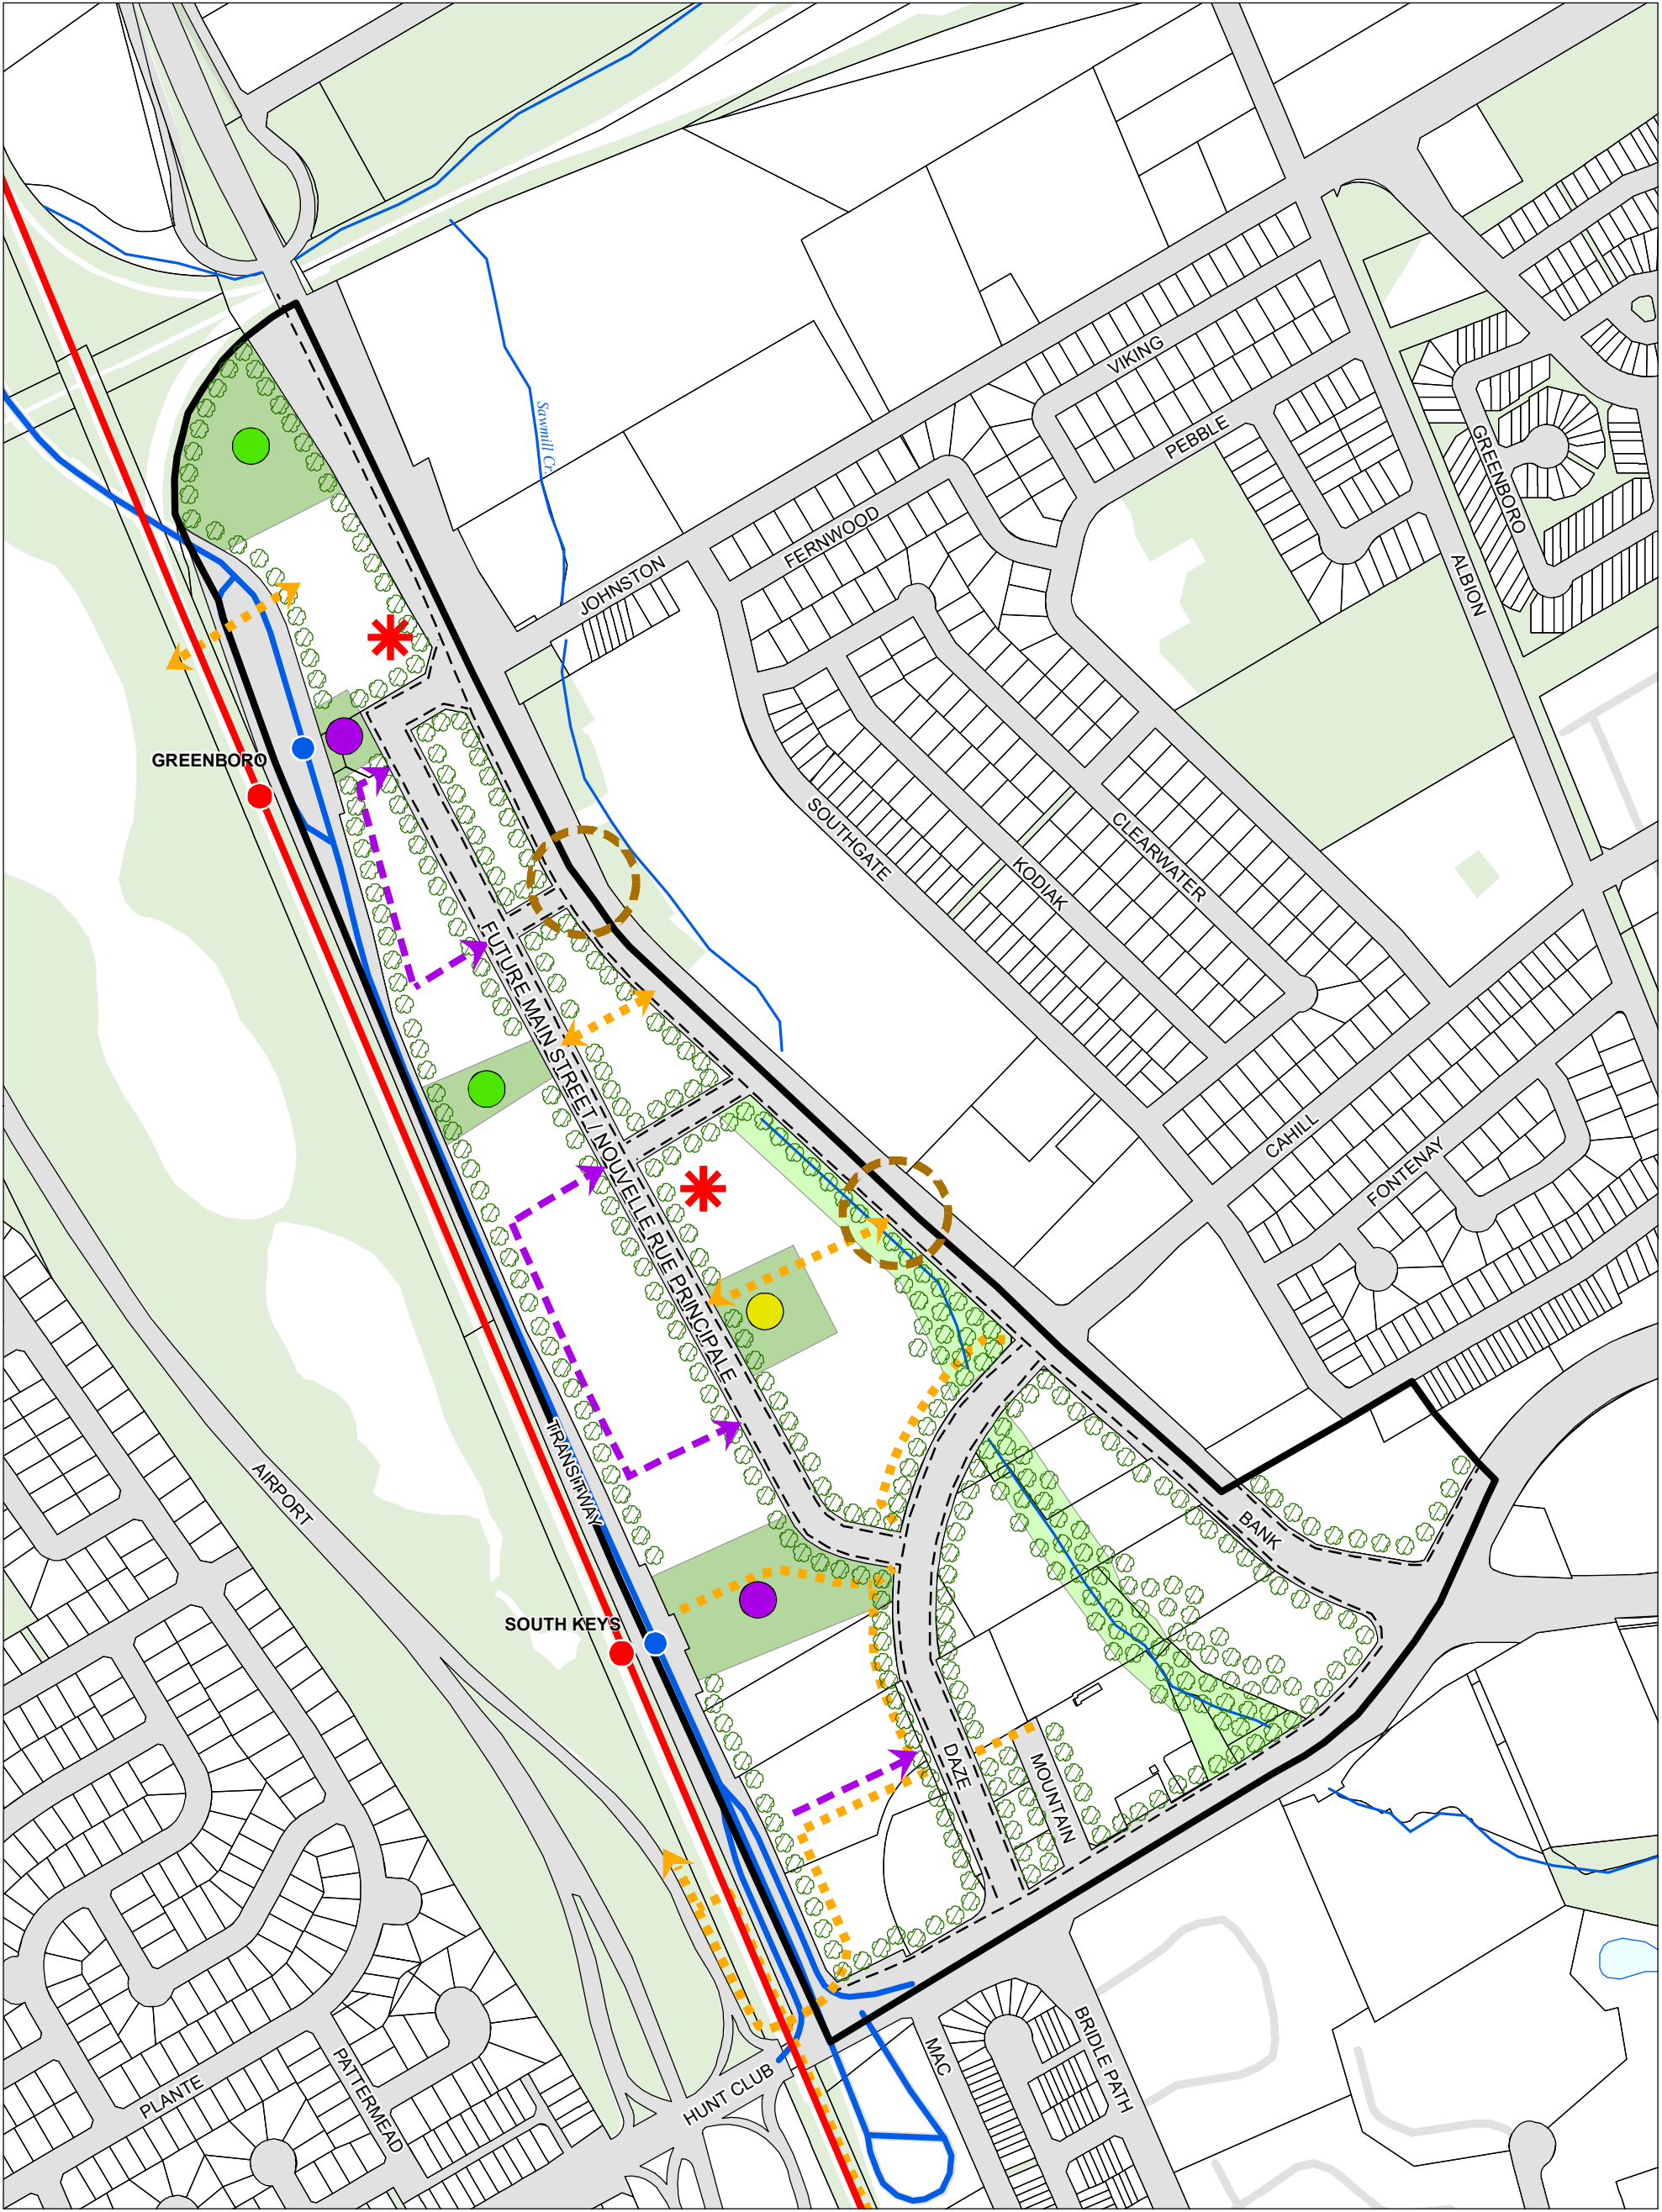 VIKING
Sawmill Cr.
PEBBLE
GREENBORO
FERNWOOD
JOHNSTON
ALBION
GREENBORO
SOUTHGATE
CLEARWATER
KODIAK
FUTURE MAIN STREET / NOUVELLE RUE PRINCIPALE
CAHILL
FONTENAY
TRANSITWAY
AIRPORT
BANK
SOUTH KEYS
DAZE
MOUNTAIN
PLANTE
PATTERMEAD
HUNT CLUB
MAC
BRIDLE PATH